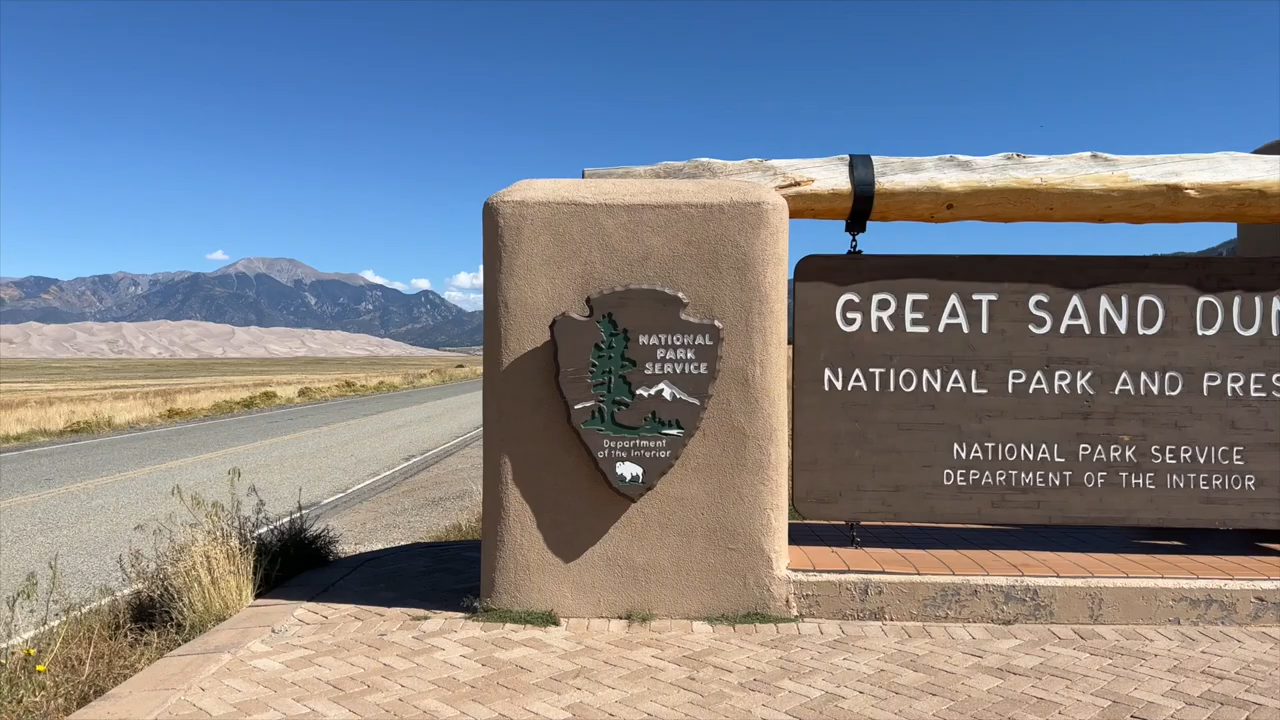 NATIONAL
PARK
SERVICE
Department
of the Interior
GREAT SAND DUN
NATIONAL PARK AND PRES
NATIONAL PARK SERVICE
DEPARTMENT OF THE INTERIOR